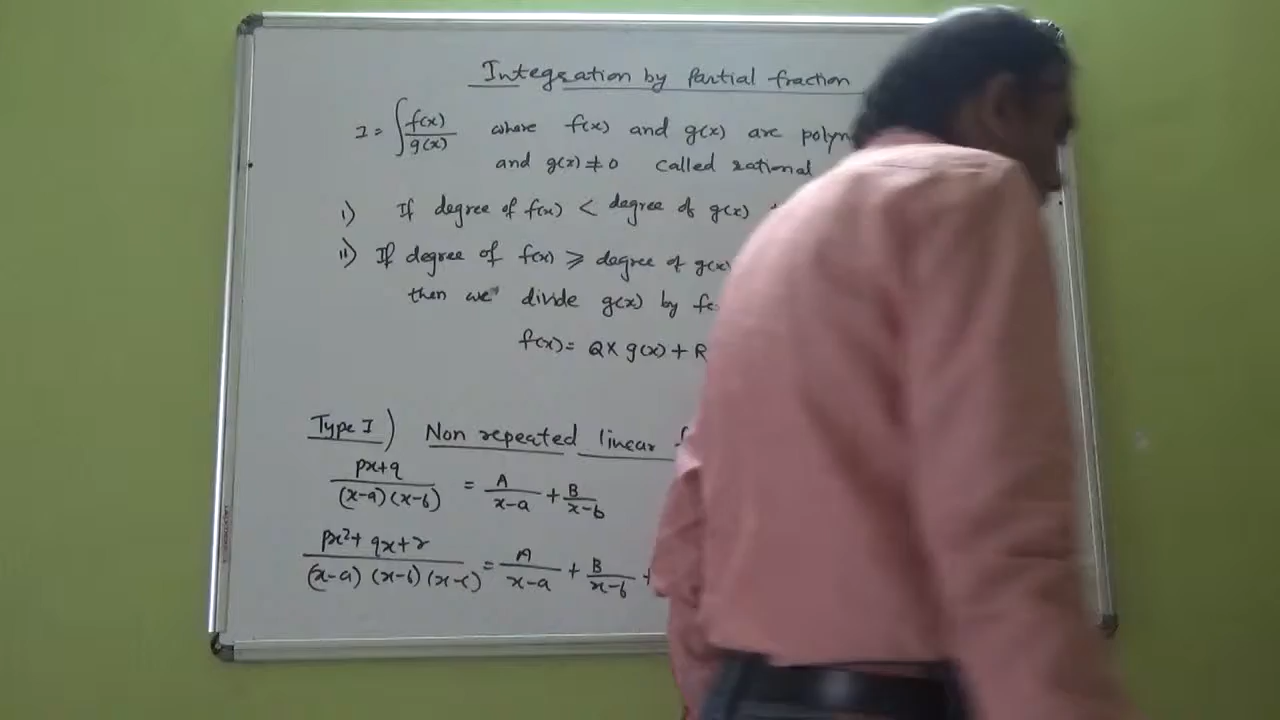 Integration by Partial fraction
I = ∫ f(x)/g(x) where f(x) and g(x) are
and g(x) ≠ 0 called rational
i) If degree of f(x) < degree of g(x)
ii) If degree of f(x) ⩾ degree of g(x)
then we divide g(x) by
f(x) = Q X g(x) + R
Type I) Non repeated linear
px+q/(x-a)(x-b) = A/x-a + B/x-b
px²+qx+r/(x-a)(x-b)(x-c) = A/x-a + B/x-b +